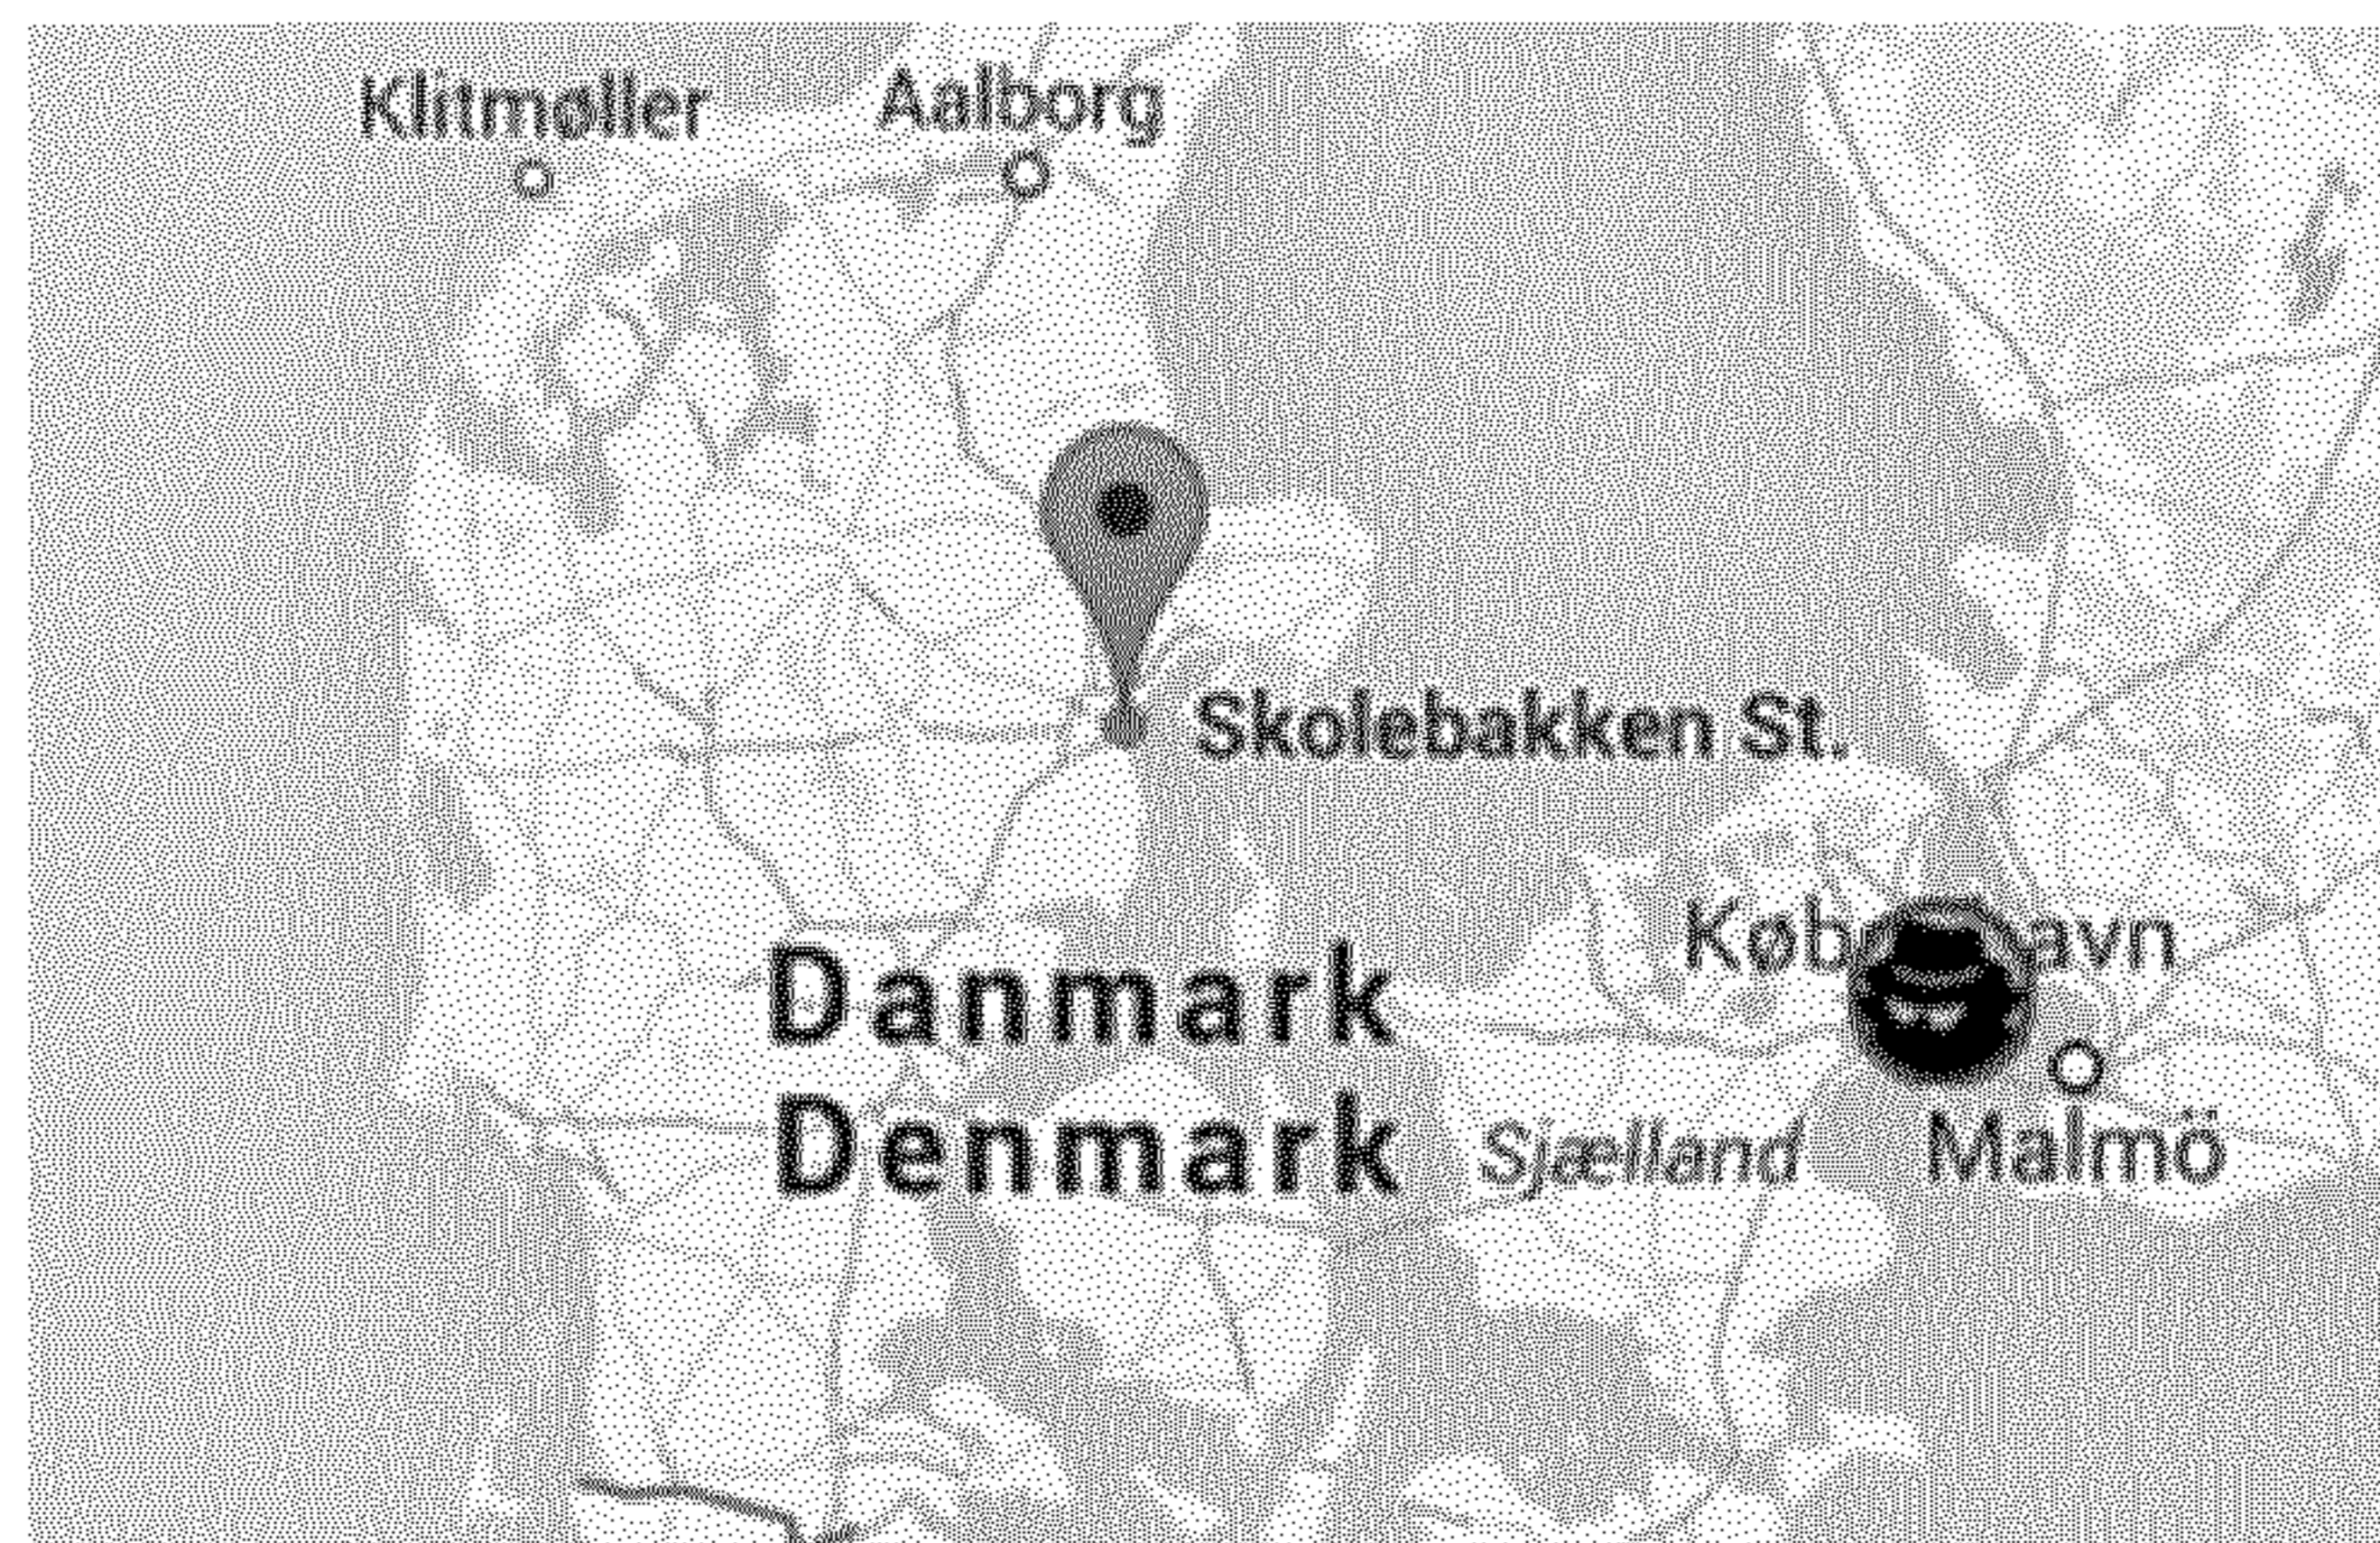 Klitmøller
Aalborg
Skolebakken St.
Danmark
Denmark
Sjælland
Malmö